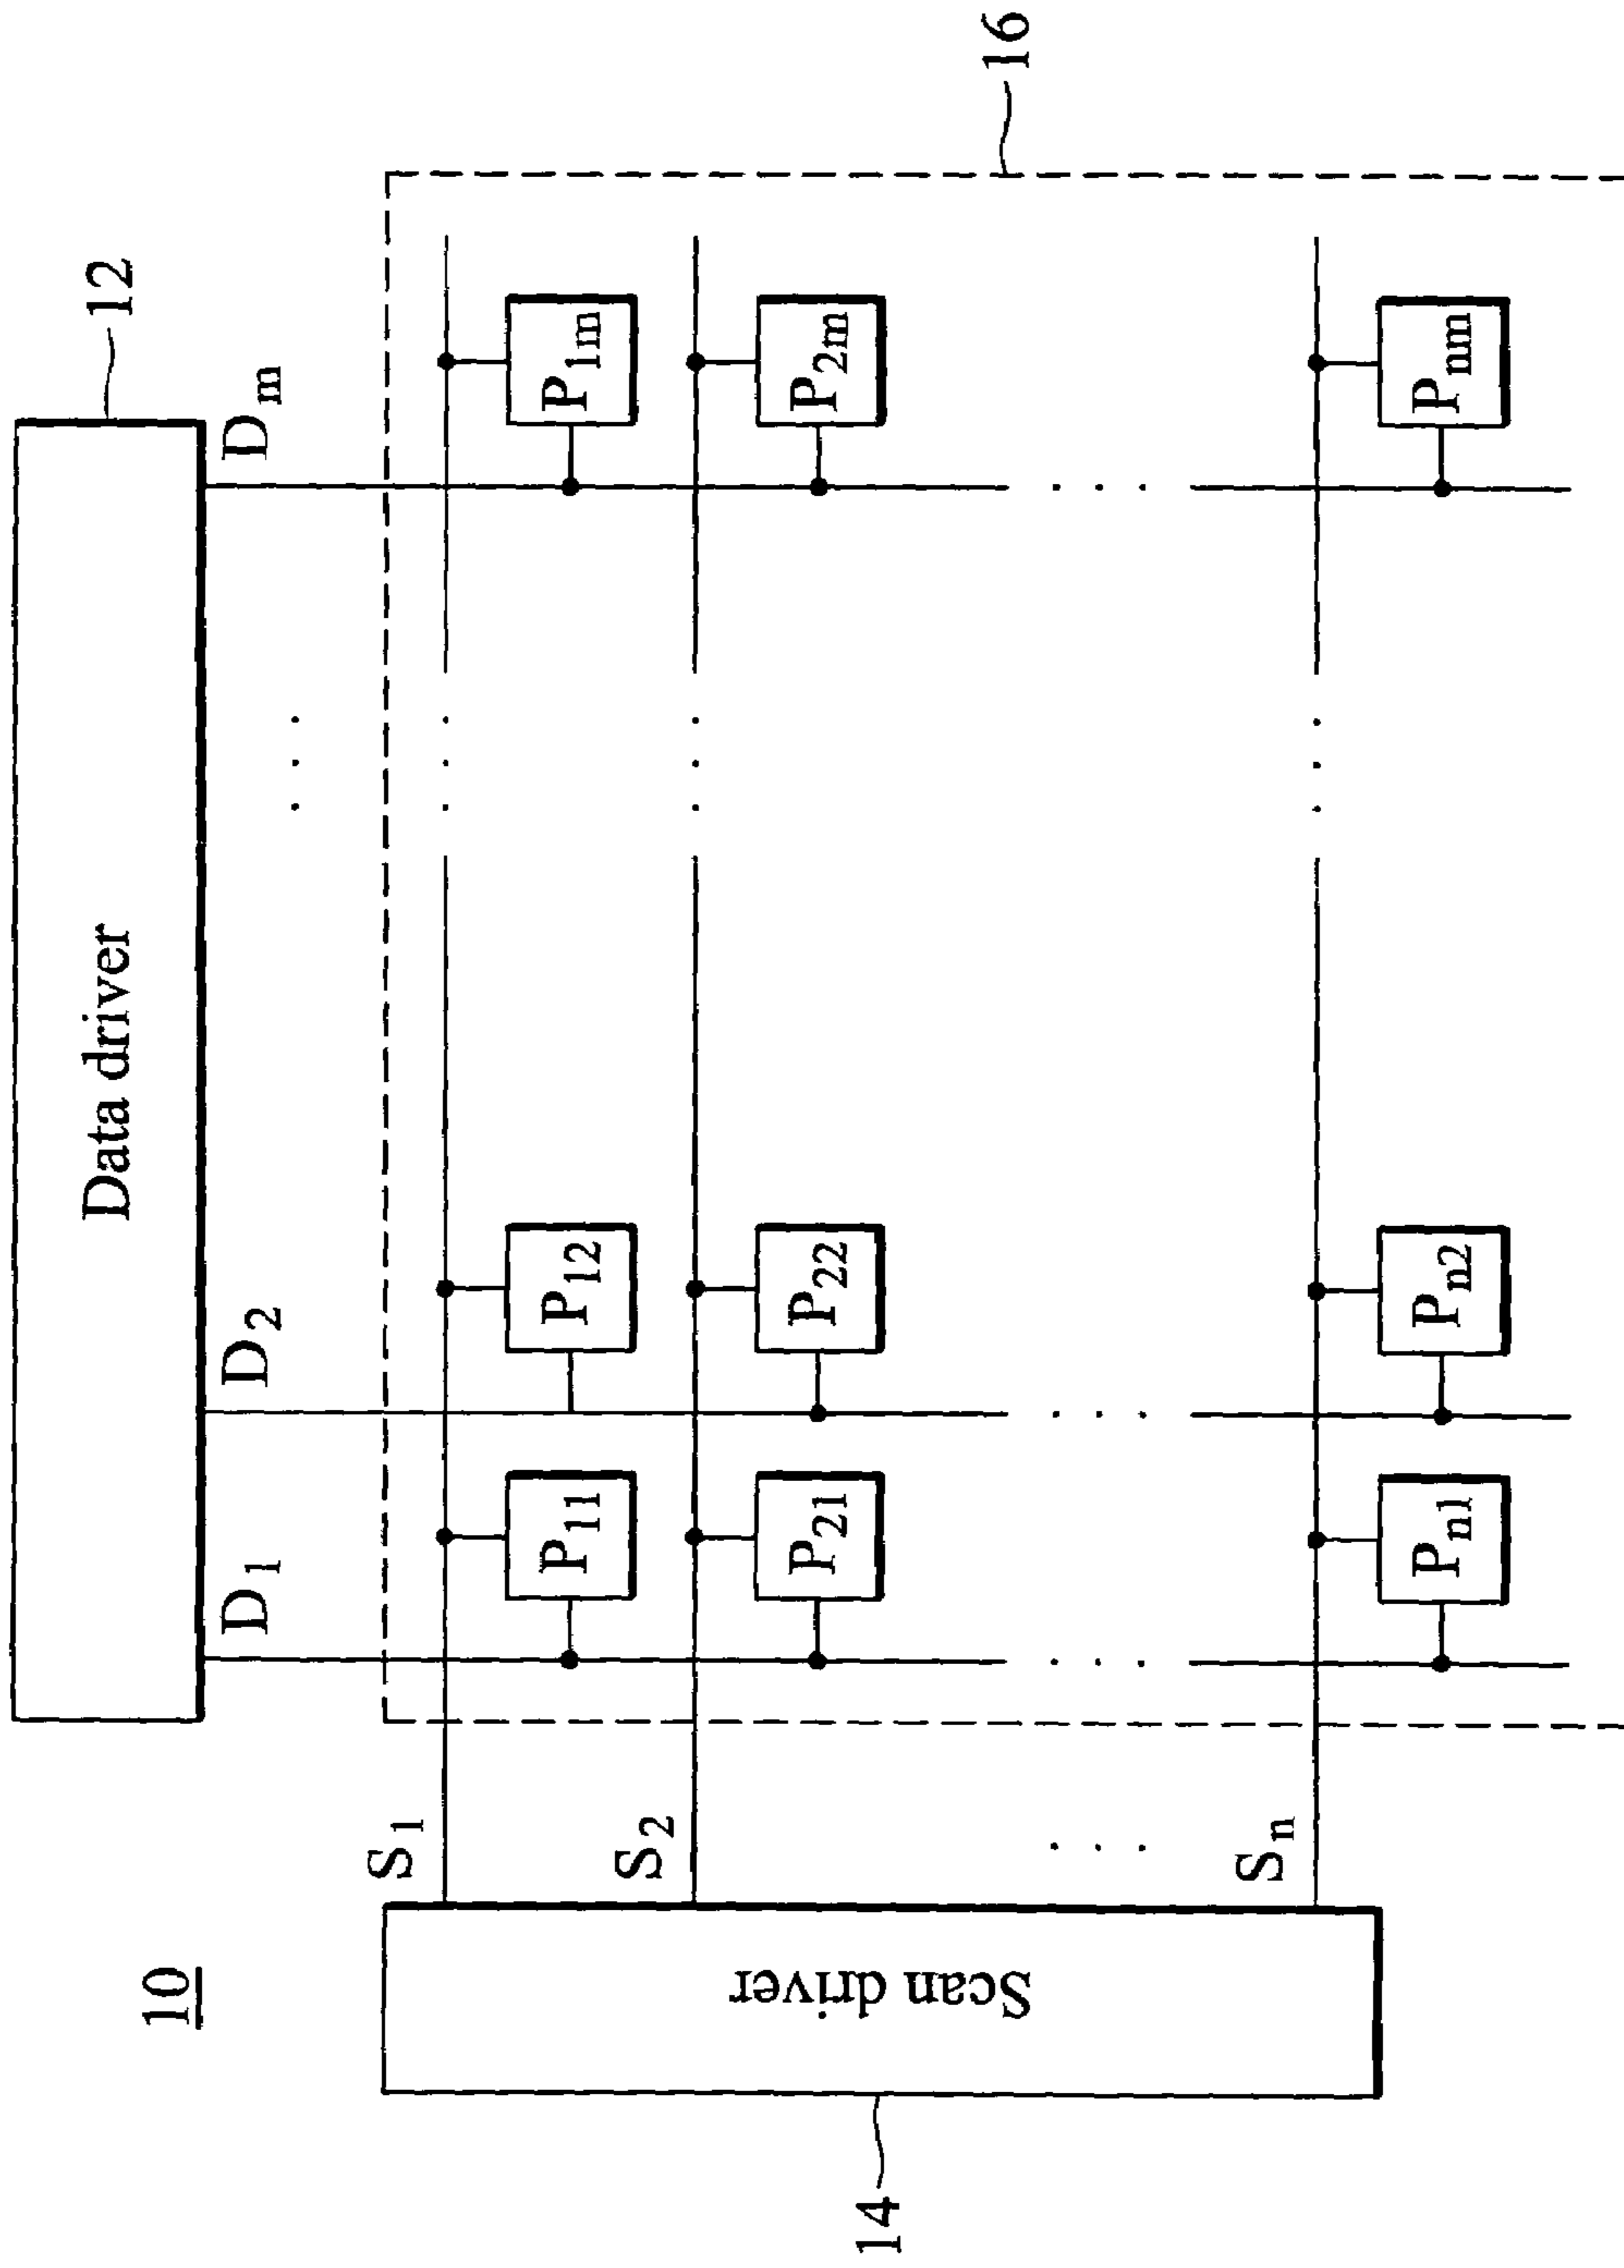 10
Data driver
12
D1 D2 ... Dm
16
S1
P11 P12 ... P1m
S2
P21 P22 ... P2m
...
Sn
Pn1 Pn2 ... Pnm
Scan driver
14